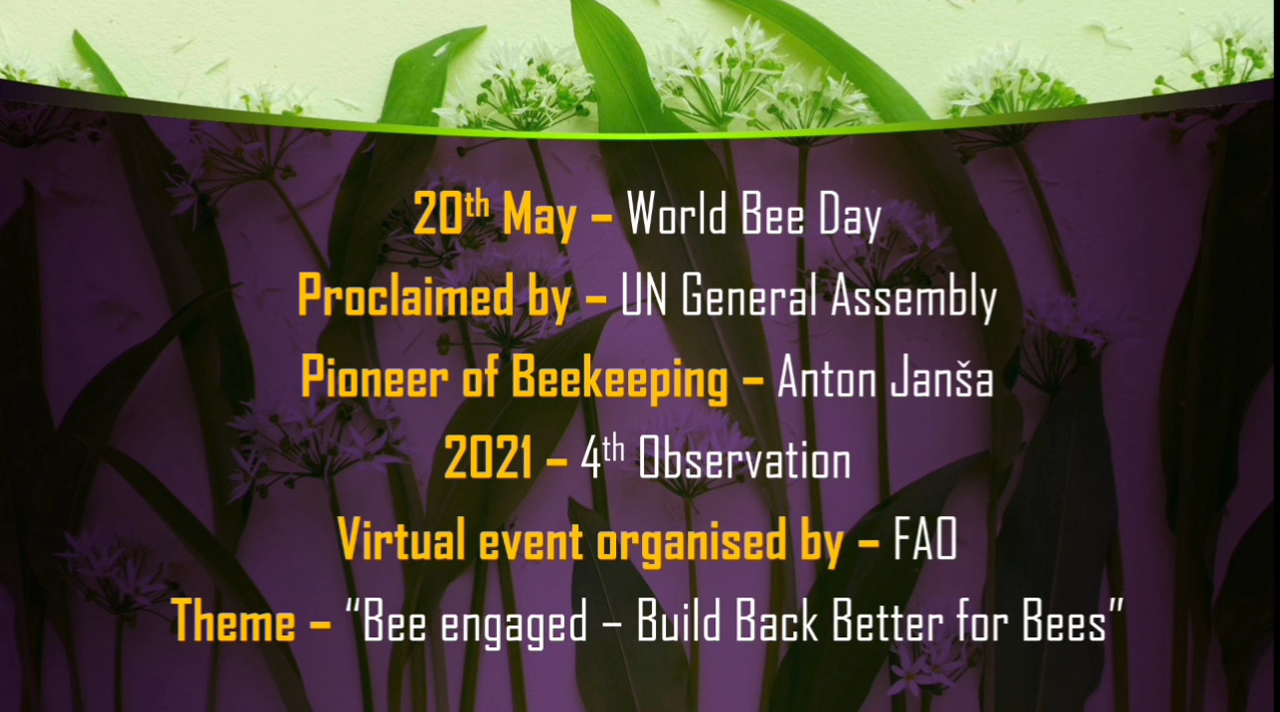 20th May – World Bee Day
Proclaimed by – UN General Assembly
Pioneer of Beekeeping – Anton Janša
2021 – 4th Observation
Virtual event organised by – FAO
Theme – “Bee engaged – Build Back Better for Bees”